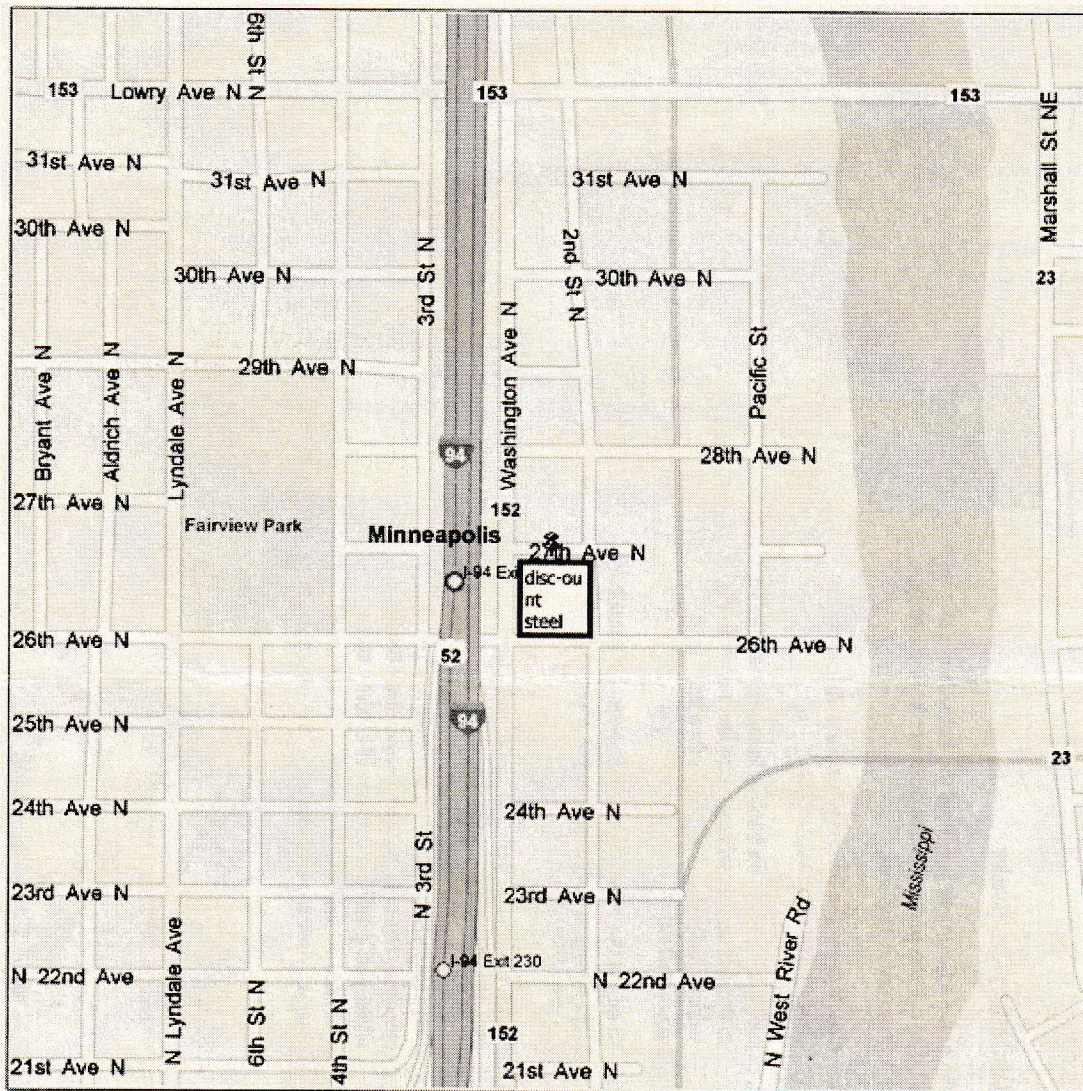 6th St N
153
Lowry Ave N
153
153
Marshall St NE
31st Ave N
31st Ave N
31st Ave N
30th Ave N
3rd St N
2nd St N
30th Ave N
30th Ave N
23
Washington Ave N
Pacific St
Bryant Ave N
Aldrich Ave N
Lyndale Ave N
29th Ave N
94
28th Ave N
27th Ave N
152
Fairview Park
Minneapolis
27th Ave N
I-94
disc-ou
nt
steel
26th Ave N
26th Ave N
52
25th Ave N
94
23
24th Ave N
24th Ave N
N 3rd St
Mississippi
23rd Ave N
23rd Ave N
N West River Rd
N Lyndale Ave
I-94 Exit 230
N 22nd Ave
N 22nd Ave
6th St N
4th St N
152
21st Ave N
21st Ave N